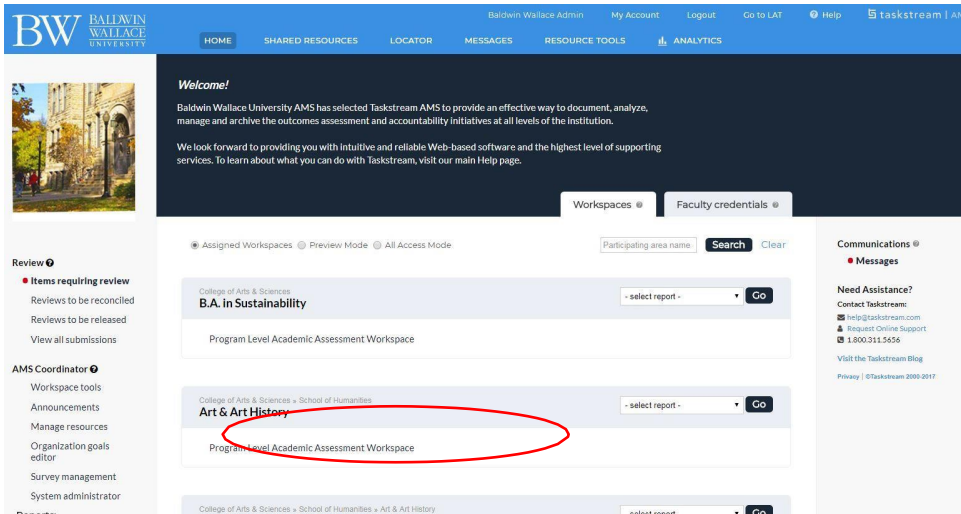 BW BALDWIN
WALLACE
UNIVERSITY
Baldwin Wallace Admin My Account Logout Go to LAT Help taskstream | AM
HOME SHARED RESOURCES LOCATOR MESSAGES RESOURCE TOOLS ANALYTICS
Welcome!
Baldwin Wallace University AMS has selected Taskstream AMS to provide an effective way to document, analyze,
manage and archive the outcomes assessment and accountability initiatives at all levels of the institution.
We look forward to providing you with intuitive and reliable Web-based software and the highest level of supporting
services. To learn about what you can do with Taskstream, visit our main Help page.
Workspaces Faculty credentials
Review
Items requiring review
Reviews to be reconciled
Reviews to be released
View all submissions
AMS Coordinator
Workspace tools
Announcements
Manage resources
Organization goals
editor
Survey management
System administrator
Reports
Assigned Workspaces Preview Mode All Access Mode Participating area name Search Clear
College of Arts & Sciences
B.A. in Sustainability - select report - Go
Program Level Academic Assessment Workspace
College of Arts & Sciences » School of Humanities
Art & Art History - select report - Go
Program Level Academic Assessment Workspace
College of Arts & Sciences » School of Humanities » Art & Art History
- select report - Go
Communications
Messages
Need Assistance?
Contact Taskstream:
help@taskstream.com
Request Online Support
1.800.311.5656
Visit the Taskstream Blog
Privacy | ©Taskstream 2000-2017